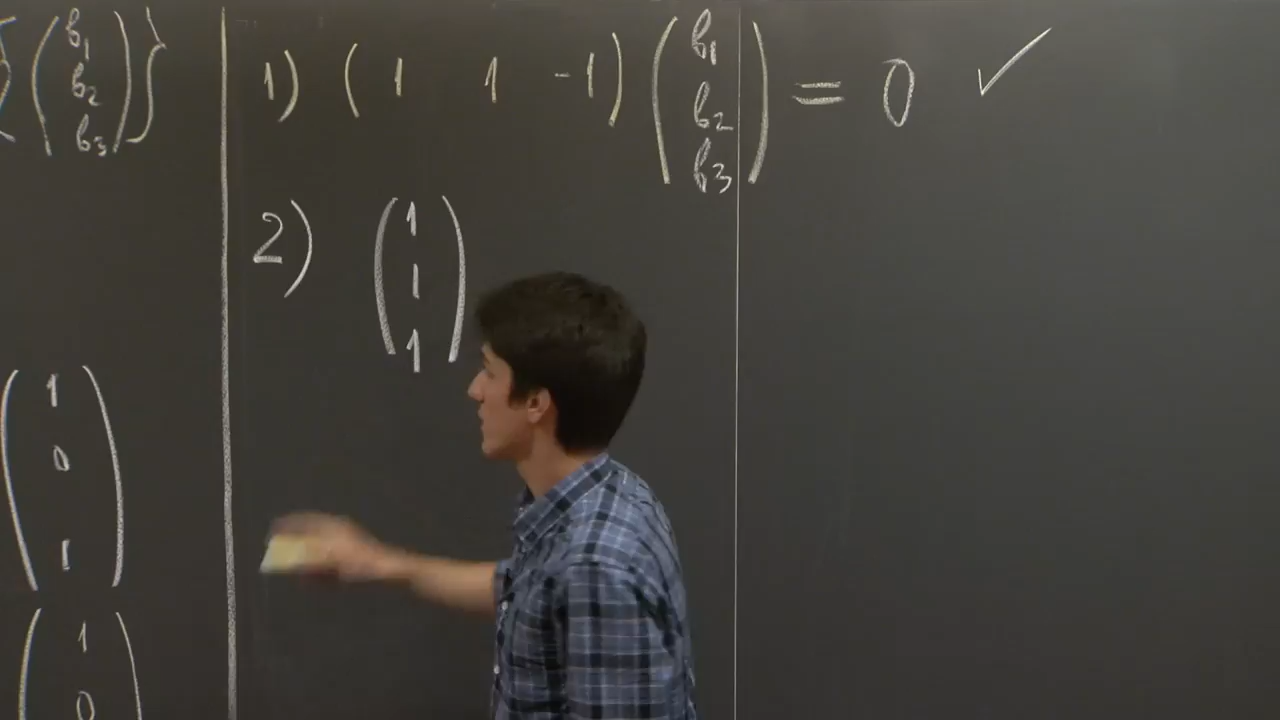 { ( b₁ b₂ b₃ ) }
( 1 0 1 )
( 1 0
1) ( 1 1 -1 ) ( b₁ b₂ b₃ ) = 0 ✓
2) ( 1 1 1 )